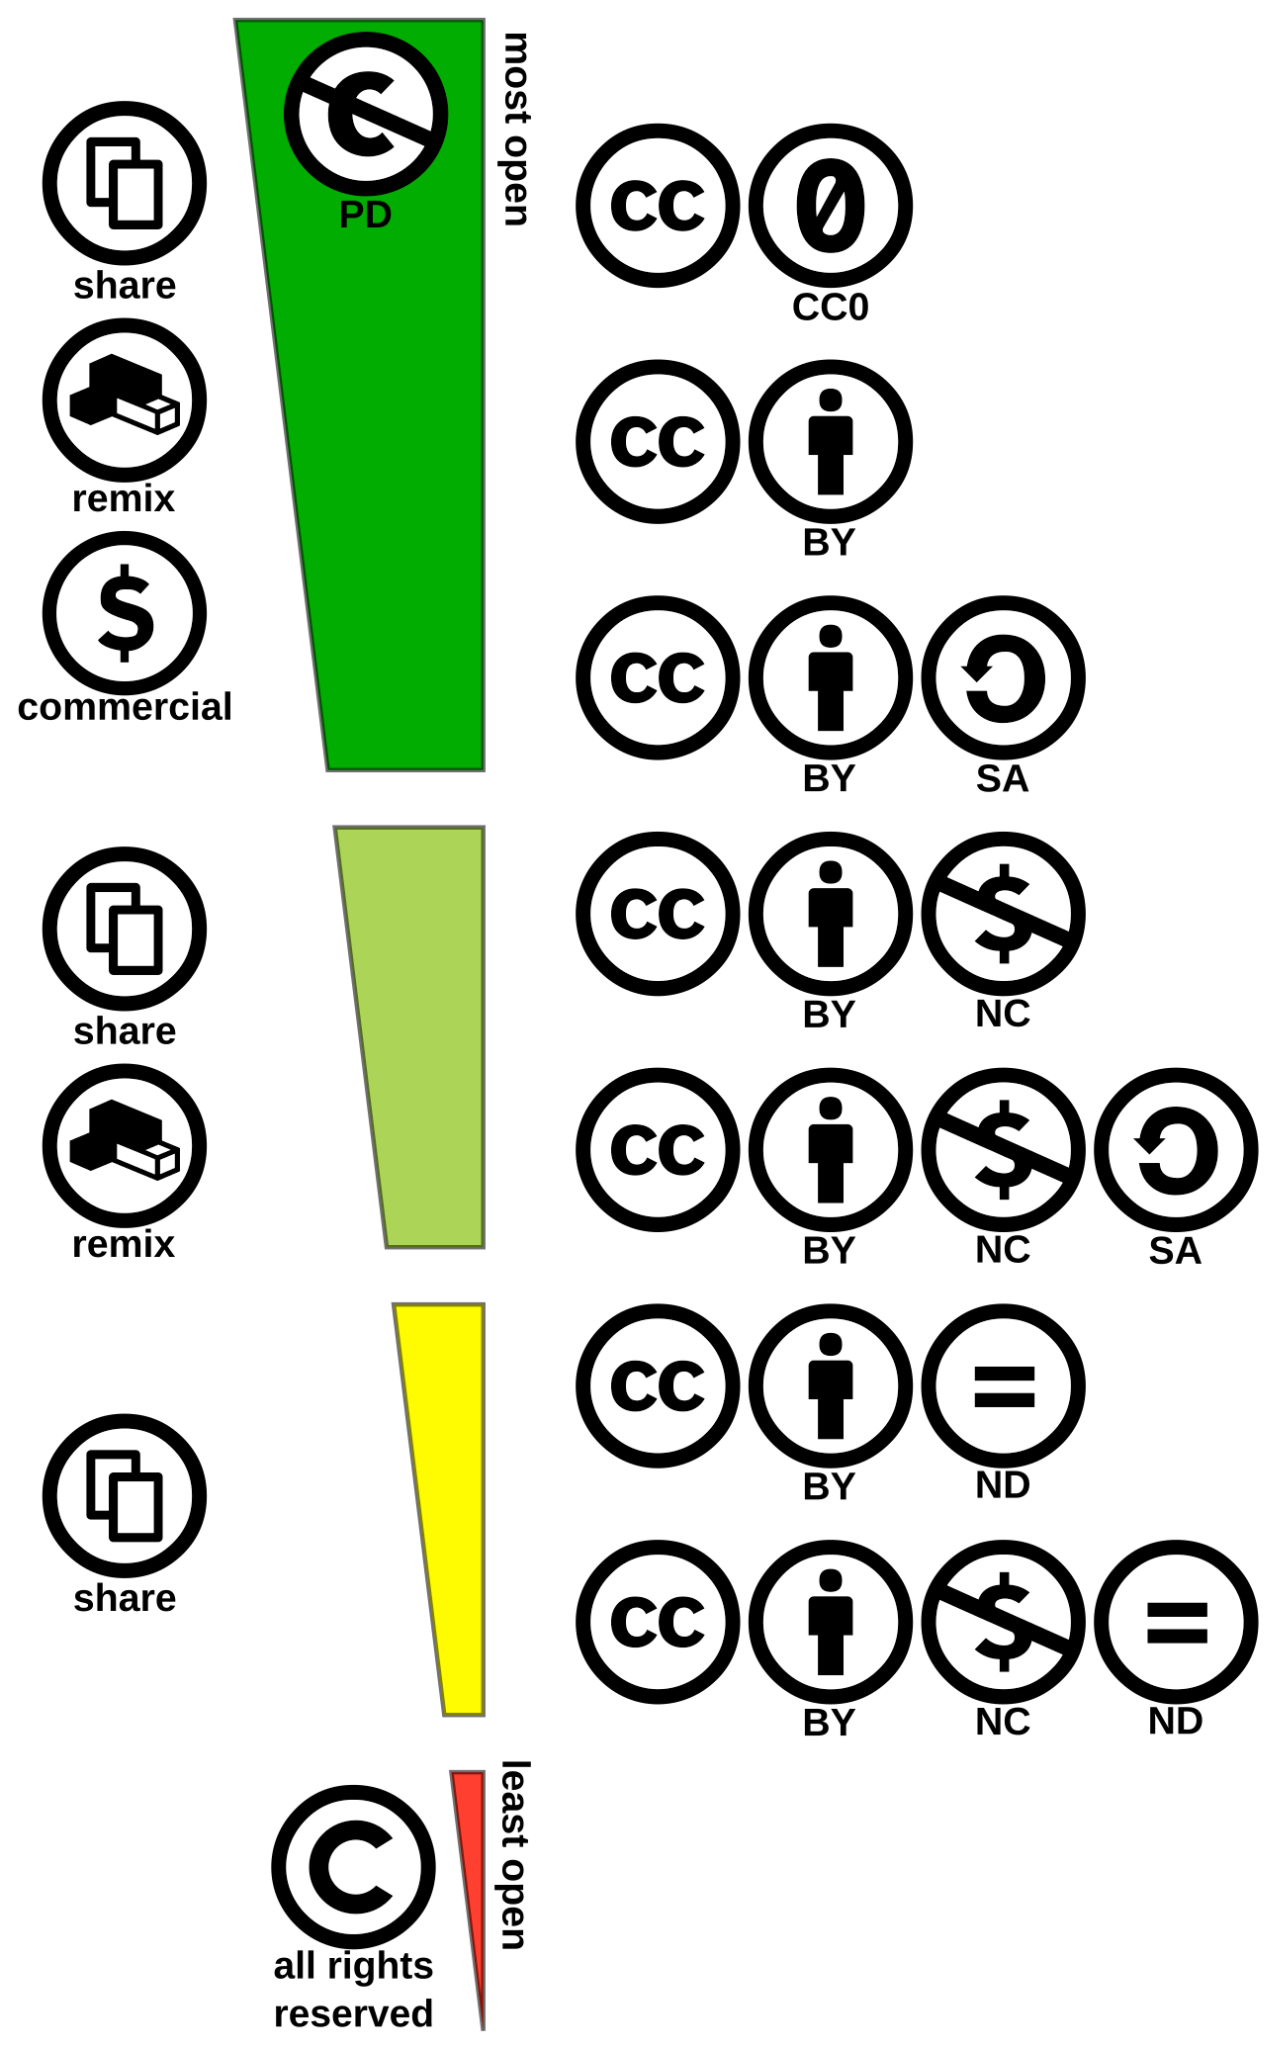 PD
most open
share
remix
commercial
cc 0
CC0
cc
BY
cc
BY SA
share
remix
cc $
BY NC
cc $
BY NC SA
share
cc =
BY ND
cc $ =
BY NC ND
C
all rights
reserved
least open